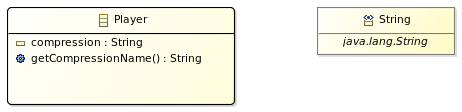 Player
compression : String
getCompressionName() : String
String
java.lang.String